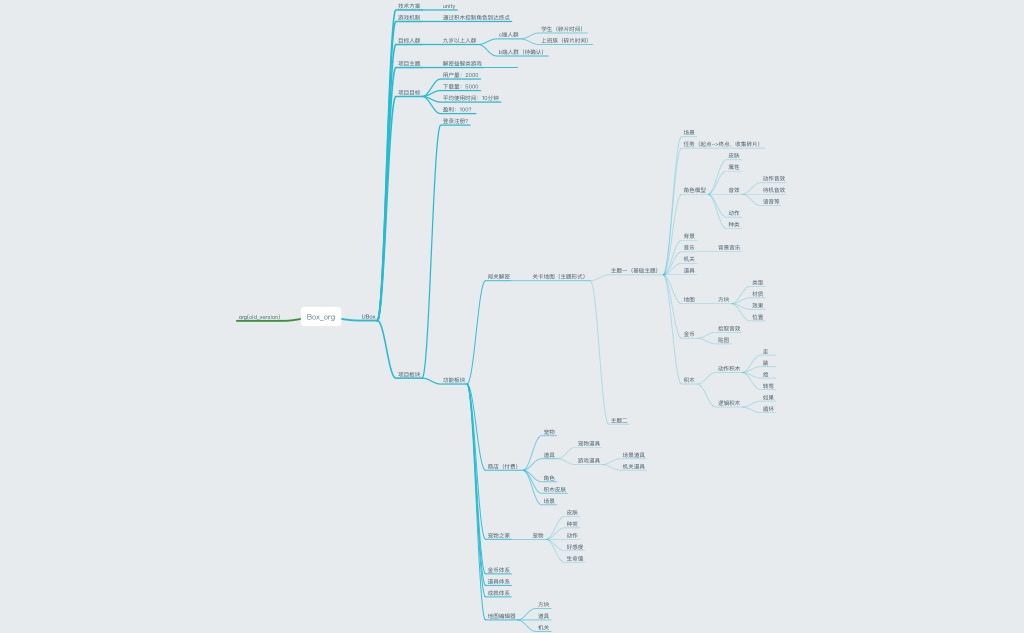 org(old_version)
Box_org
UBox
技术方案
unity
游戏机制
通过积木控制角色到达终点
目标人群
九岁以上人群
c端人群
学生（碎片时间）
上班族（碎片时间）
b端人群（待确认）
项目主题
解密益智类游戏
项目目标
用户量：2000
下载量：5000
平均使用时间：10分钟
盈利：100?
项目板块
登录注册?
功能板块
闯关解密
关卡地图（主题形式）
主题一（基础主题）
场景
任务（起点->终点，收集碎片）
角色模型
皮肤
属性
音效
动作音效
待机音效
谐音等
动作
种类
背景
音乐
背景音乐
机关
道具
地图
方块
类型
材质
效果
位置
金币
拾取音效
贴图
积木
动作积木
走
跳
转弯
逻辑积木
如果
循环
主题二
商店（付费）
宠物
道具
宠物道具
游戏道具
场景道具
机关道具
角色
积木皮肤
场景
宠物之家
宠物
皮肤
种类
动作
好感度
生命值
金币体系
道具体系
成就体系
地图编辑器
方块
道具
机关